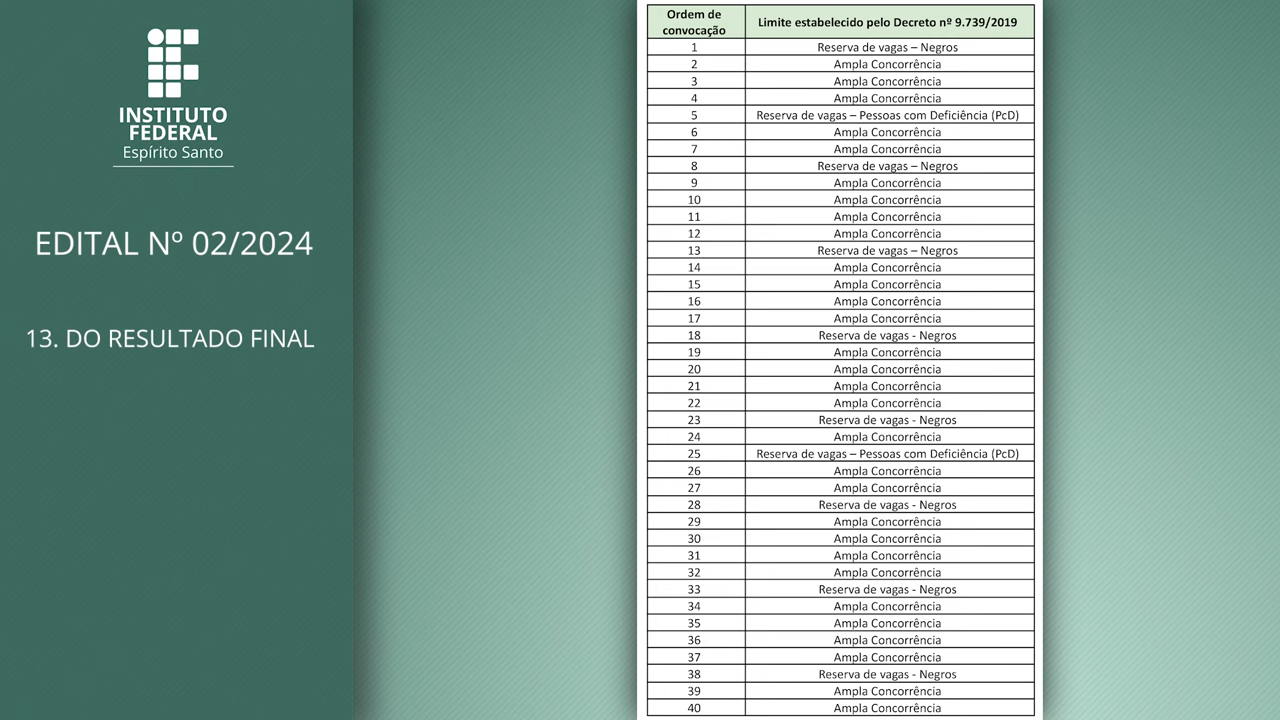 INSTITUTO
FEDERAL
Espírito Santo
EDITAL Nº 02/2024
13. DO RESULTADO FINAL
Ordem de convocação Limite estabelecido pelo Decreto nº 9.739/2019
1 Reserva de vagas – Negros
2 Ampla Concorrência
3 Ampla Concorrência
4 Ampla Concorrência
5 Reserva de vagas – Pessoas com Deficiência (PcD)
6 Ampla Concorrência
7 Ampla Concorrência
8 Reserva de vagas – Negros
9 Ampla Concorrência
10 Ampla Concorrência
11 Ampla Concorrência
12 Ampla Concorrência
13 Reserva de vagas – Negros
14 Ampla Concorrência
15 Ampla Concorrência
16 Ampla Concorrência
17 Ampla Concorrência
18 Reserva de vagas - Negros
19 Ampla Concorrência
20 Ampla Concorrência
21 Ampla Concorrência
22 Ampla Concorrência
23 Reserva de vagas - Negros
24 Ampla Concorrência
25 Reserva de vagas – Pessoas com Deficiência (PcD)
26 Ampla Concorrência
27 Ampla Concorrência
28 Reserva de vagas - Negros
29 Ampla Concorrência
30 Ampla Concorrência
31 Ampla Concorrência
32 Ampla Concorrência
33 Reserva de vagas - Negros
34 Ampla Concorrência
35 Ampla Concorrência
36 Ampla Concorrência
37 Ampla Concorrência
38 Reserva de vagas - Negros
39 Ampla Concorrência
40 Ampla Concorrência